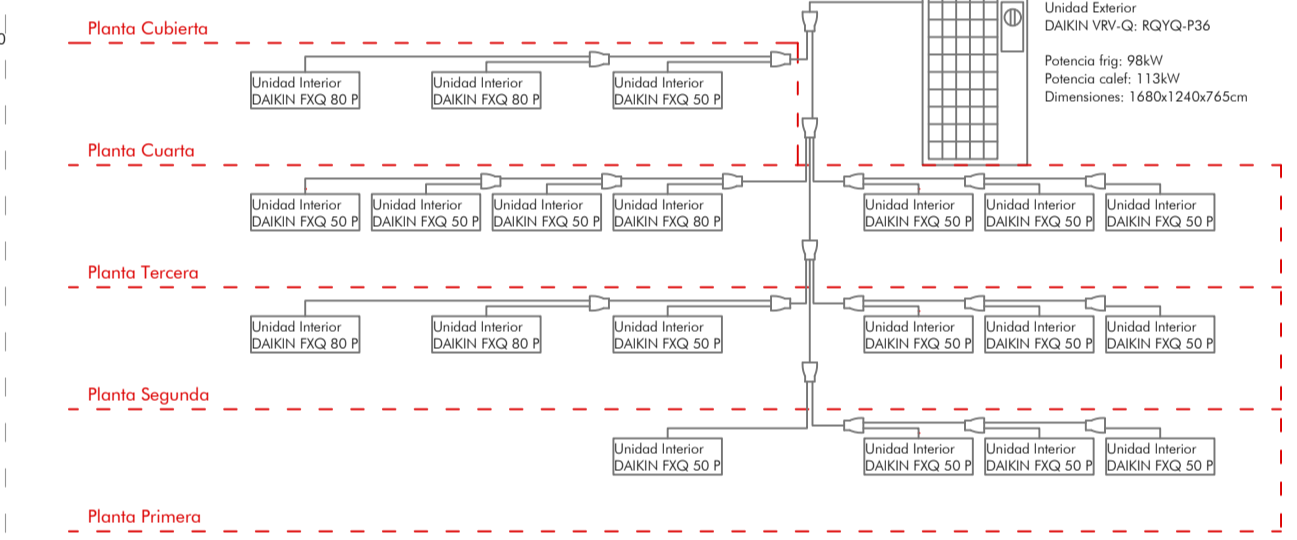 Unidad Exterior
DAIKIN VRV-Q: RQYQ-P36
Potencia frig: 98kW
Potencia calef: 113kW
Dimensiones: 1680x1240x765cm
Planta Cubierta
Unidad Interior
DAIKIN FXQ 80 P
Unidad Interior
DAIKIN FXQ 80 P
Unidad Interior
DAIKIN FXQ 50 P
Planta Cuarta
Unidad Interior
DAIKIN FXQ 50 P
Unidad Interior
DAIKIN FXQ 50 P
Unidad Interior
DAIKIN FXQ 50 P
Unidad Interior
DAIKIN FXQ 80 P
Unidad Interior
DAIKIN FXQ 50 P
Unidad Interior
DAIKIN FXQ 50 P
Unidad Interior
DAIKIN FXQ 50 P
Planta Tercera
Unidad Interior
DAIKIN FXQ 80 P
Unidad Interior
DAIKIN FXQ 80 P
Unidad Interior
DAIKIN FXQ 50 P
Unidad Interior
DAIKIN FXQ 50 P
Unidad Interior
DAIKIN FXQ 50 P
Unidad Interior
DAIKIN FXQ 50 P
Planta Segunda
Unidad Interior
DAIKIN FXQ 50 P
Unidad Interior
DAIKIN FXQ 50 P
Unidad Interior
DAIKIN FXQ 50 P
Unidad Interior
DAIKIN FXQ 50 P
Planta Primera